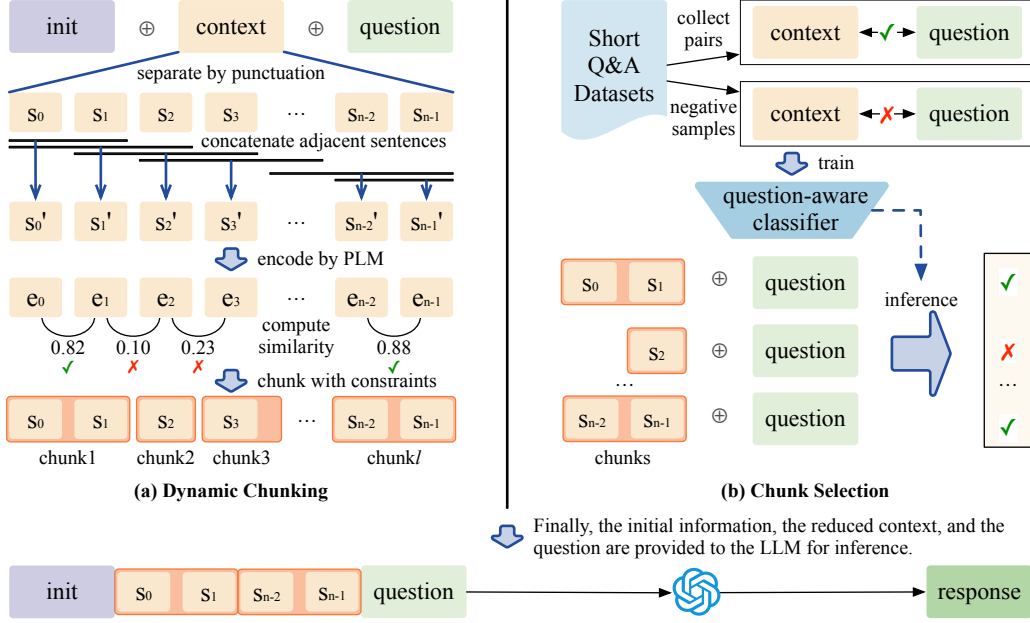 init ⊕ context ⊕ question
separate by punctuation
s0 s1 s2 s3 ... sn-2 sn-1
concatenate adjacent sentences
s0' s1' s2' s3' ... sn-2' sn-1'
encode by PLM
e0 e1 e2 e3 ... en-2 en-1
compute
similarity
0.82 0.10 0.23 0.88
✓ ✗ ✗ ✓
chunk with constraints
s0 s1 s2 s3 ... sn-2 sn-1
chunk1 chunk2 chunk3 chunkl
(a) Dynamic Chunking
Short
Q&A
Datasets
collect
pairs
context ✓ question
negative
samples
context ✗ question
train
question-aware
classifier
s0 s1 ⊕ question
inference
✓
s2 ⊕ question
✗
... ...
sn-2 sn-1 ⊕ question
✓
chunks
(b) Chunk Selection
Finally, the initial information, the reduced context, and the
question are provided to the LLM for inference.
init s0 s1 sn-2 sn-1 question response